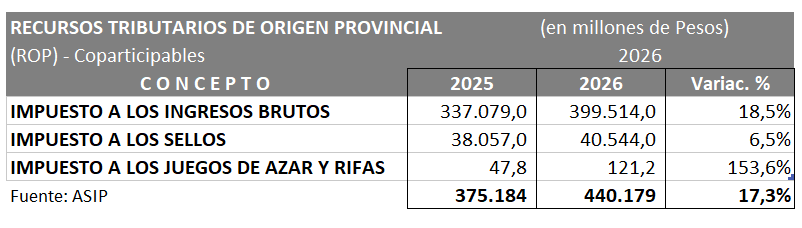 RECURSOS TRIBUTARIOS DE ORIGEN PROVINCIAL (en millones de Pesos)
(ROP) - Coparticipables 2026
C O N C E P T O 2025 2026 Variac. %
IMPUESTO A LOS INGRESOS BRUTOS 337.079,0 399.514,0 18,5%
IMPUESTO A LOS SELLOS 38.057,0 40.544,0 6,5%
IMPUESTO A LOS JUEGOS DE AZAR Y RIFAS 47,8 121,2 153,6%
Fuente: ASIP 375.184 440.179 17,3%